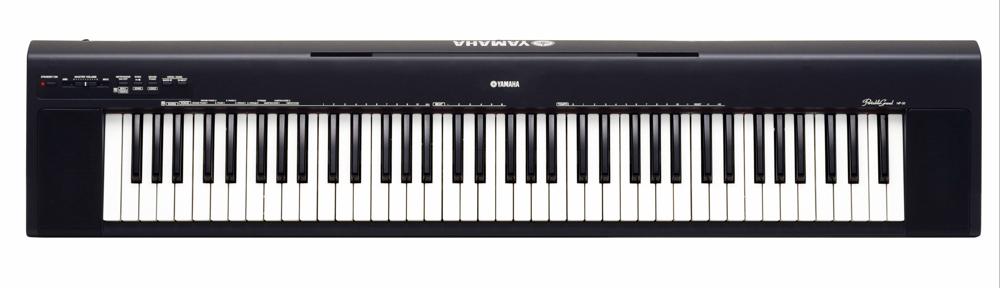 YAMAHA
STANDBY/ON
MIN
MASTER VOLUME
MAX
METRONOME ON/OFF
SONG
GRAND PIANO
VOICE/SONG
BACK
NEXT
BEAT
TEMPO
SONG
VOICE
YAMAHA
SONG
VOICE
GRAND PIANO 1
GRAND PIANO 2
E. PIANO 1
E. PIANO 2
C. ORGAN 1
C. ORGAN 2
STRINGS
HARPSICHORD 1
HARPSICHORD 2
VIBRAPHONE
1 2 3 4 5 6 7 8 9 10 ALL
BEAT - 2 3 4 5 6
TEMPO 0 1 2 3 4 5 6 7 8 9 -10 -1 RESET +1 +10
PortableGrand NP-30